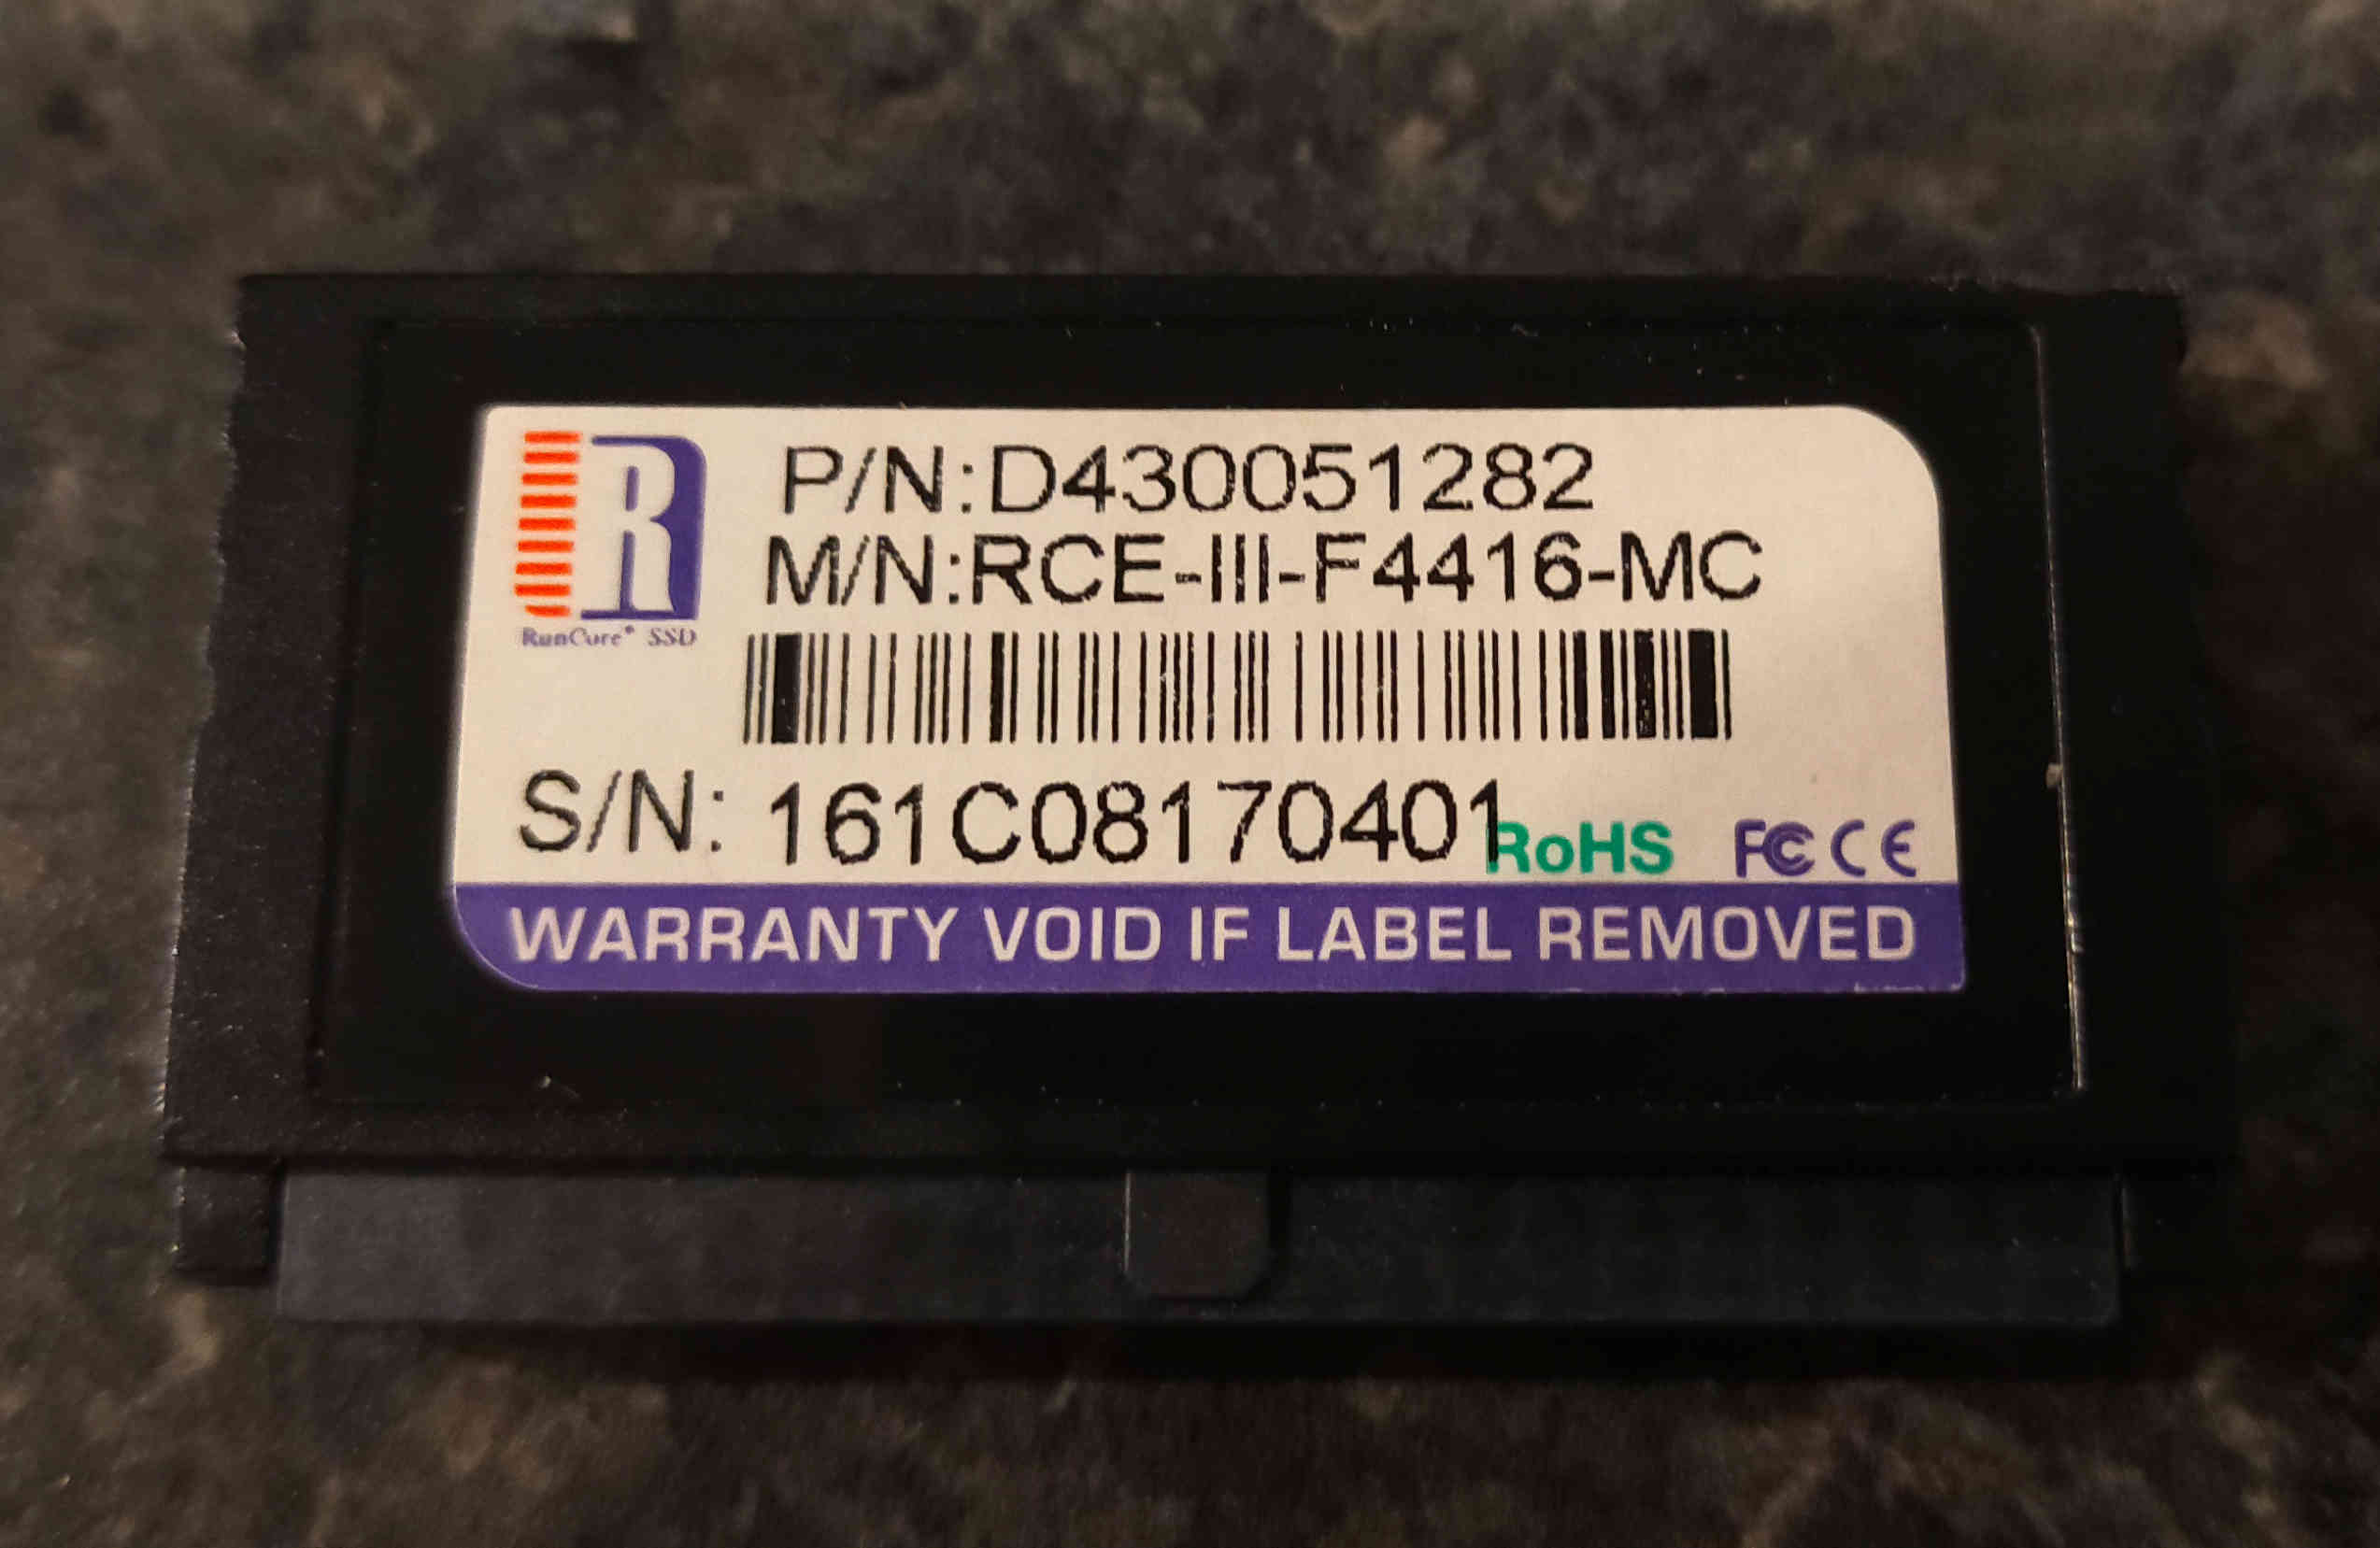 P/N:D430051282
M/N:RCE-III-F4416-MC
R
RunCore® SSD
S/N: 161C08170401
RoHS FC CE
WARRANTY VOID IF LABEL REMOVED